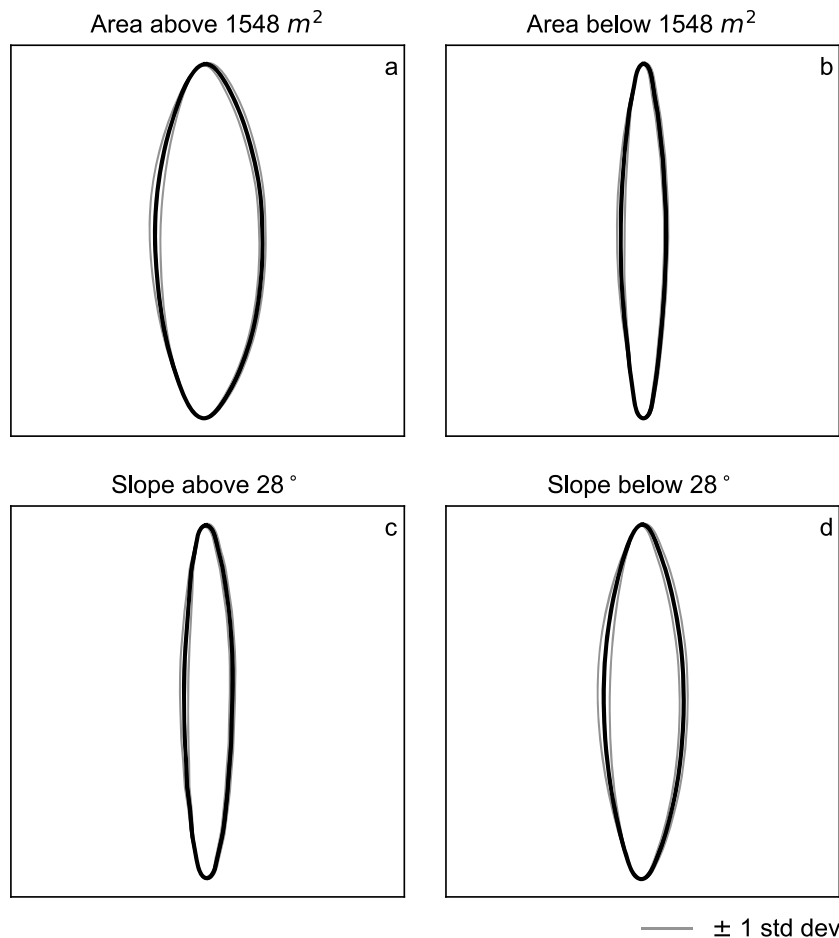 Area above 1548 m²
Area below 1548 m²
a
b
Slope above 28°
Slope below 28°
c
d
± 1 std dev